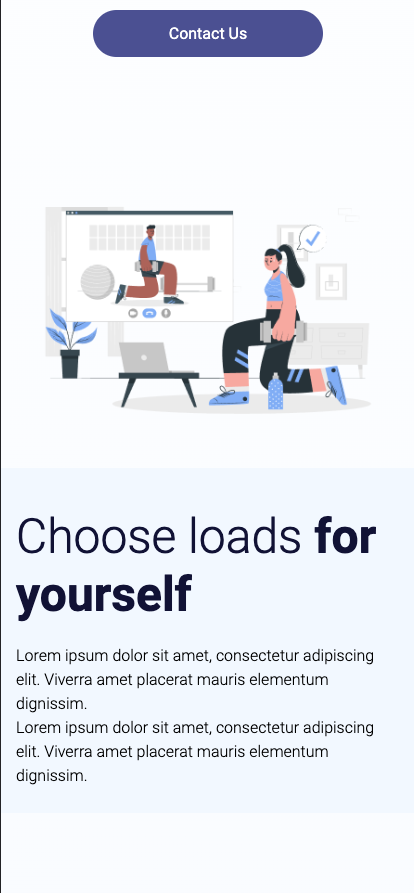 Contact Us
Choose loads for
yourself
Lorem ipsum dolor sit amet, consectetur adipiscing
elit. Viverra amet placerat mauris elementum
dignissim.
Lorem ipsum dolor sit amet, consectetur adipiscing
elit. Viverra amet placerat mauris elementum
dignissim.